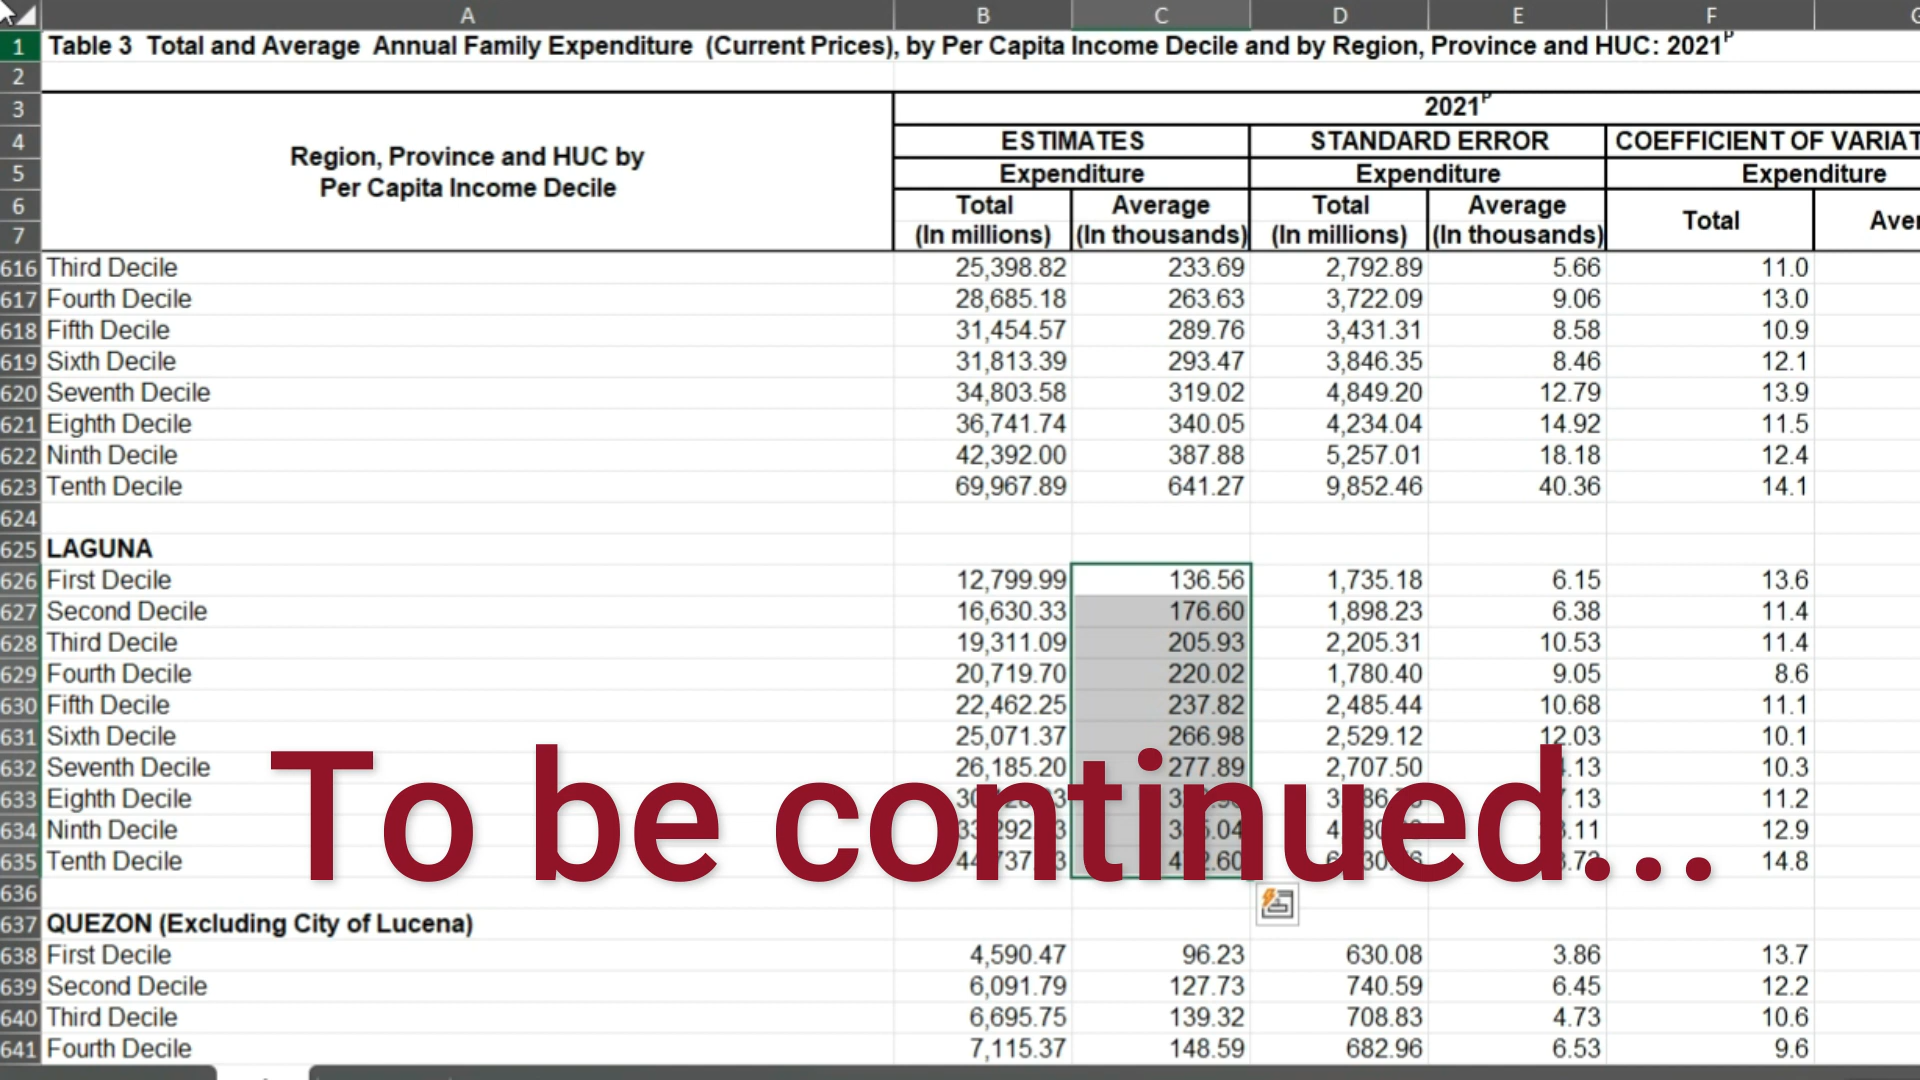 A B C D E F
1 Table 3 Total and Average Annual Family Expenditure (Current Prices), by Per Capita Income Decile and by Region, Province and HUC: 2021ᵖ
2
3 2021ᵖ
4 ESTIMATES STANDARD ERROR COEFFICIENT OF VARIAT
Region, Province and HUC by
5 Expenditure Expenditure Expenditure
Per Capita Income Decile
6 Total Average Total Average Total Aver
7 (In millions) (In thousands) (In millions) (In thousands)
616 Third Decile 25,398.82 233.69 2,792.89 5.66 11.0
617 Fourth Decile 28,685.18 263.63 3,722.09 9.06 13.0
618 Fifth Decile 31,454.57 289.76 3,431.31 8.58 10.9
619 Sixth Decile 31,813.39 293.47 3,846.35 8.46 12.1
620 Seventh Decile 34,803.58 319.02 4,849.20 12.79 13.9
621 Eighth Decile 36,741.74 340.05 4,234.04 14.92 11.5
622 Ninth Decile 42,392.00 387.88 5,257.01 18.18 12.4
623 Tenth Decile 69,967.89 641.27 9,852.46 40.36 14.1
624
625 LAGUNA
626 First Decile 12,799.99 136.56 1,735.18 6.15 13.6
627 Second Decile 16,630.33 176.60 1,898.23 6.38 11.4
628 Third Decile 19,311.09 205.93 2,205.31 10.53 11.4
629 Fourth Decile 20,719.70 220.02 1,780.40 9.05 8.6
630 Fifth Decile 22,462.25 237.82 2,485.44 10.68 11.1
631 Sixth Decile 25,071.37 266.98 2,529.12 12.03 10.1
632 Seventh Decile 26,185.20 277.89 2,707.50 10.3
633 Eighth Decile 11.2
634 Ninth Decile 12.9
635 Tenth Decile 14.8
To be continued...
636
637 QUEZON (Excluding City of Lucena)
638 First Decile 4,590.47 96.23 630.08 3.86 13.7
639 Second Decile 6,091.79 127.73 740.59 6.45 12.2
640 Third Decile 6,695.75 139.32 708.83 4.73 10.6
641 Fourth Decile 7,115.37 148.59 682.96 6.53 9.6